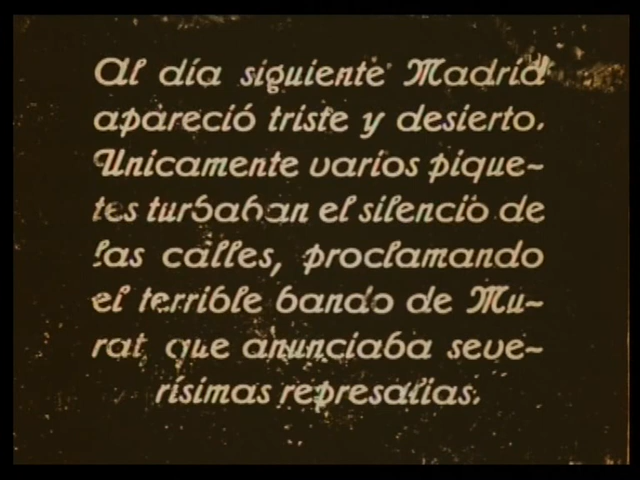 Al día siguiente Madrid
apareció triste y desierto.
Unicamente varios pique-
tes turbaban el silencio de
las calles, proclamando
el terrible bando de Mu-
rat que anunciaba seve-
rísimas represalias.